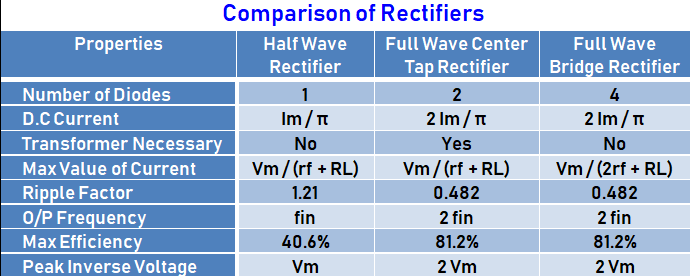 Comparison of Rectifiers
Properties Half Wave Rectifier Full Wave Center Tap Rectifier Full Wave Bridge Rectifier
Number of Diodes 1 2 4
D.C Current Im / π 2 Im / π 2 Im / π
Transformer Necessary No Yes No
Max Value of Current Vm / (rf + RL) Vm / (rf + RL) Vm / (2rf + RL)
Ripple Factor 1.21 0.482 0.482
O/P Frequency fin 2 fin 2 fin
Max Efficiency 40.6% 81.2% 81.2%
Peak Inverse Voltage Vm 2 Vm 2 Vm